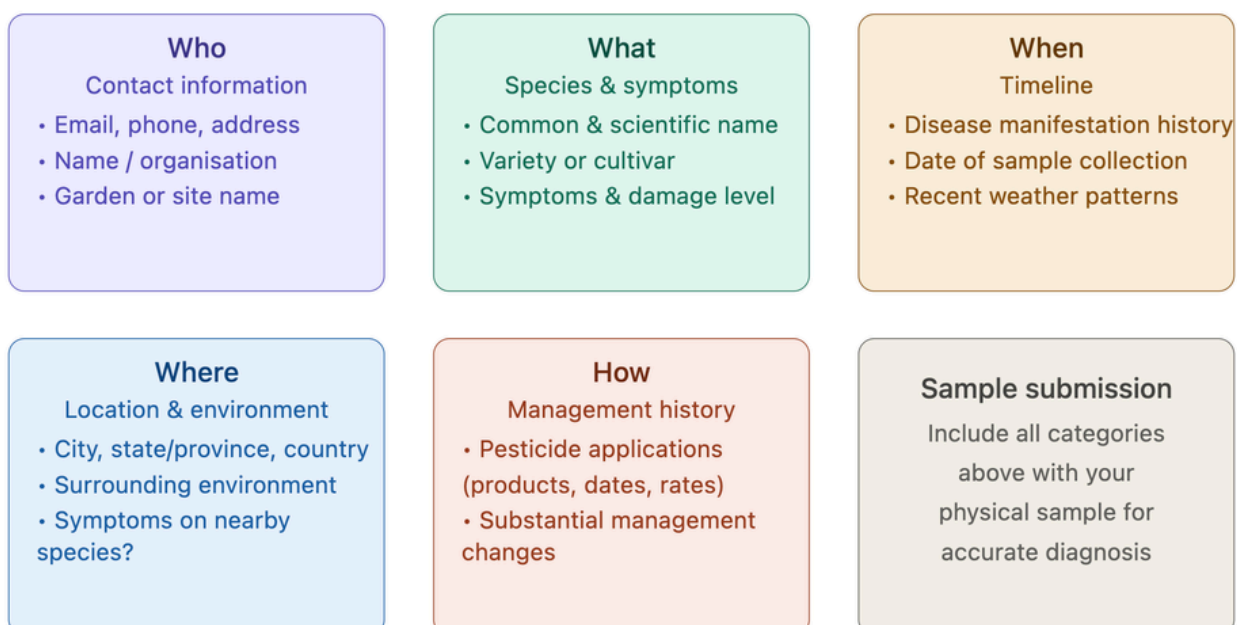 Who
Contact information
• Email, phone, address
• Name / organisation
• Garden or site name
What
Species & symptoms
• Common & scientific name
• Variety or cultivar
• Symptoms & damage level
When
Timeline
• Disease manifestation history
• Date of sample collection
• Recent weather patterns
Where
Location & environment
• City, state/province, country
• Surrounding environment
• Symptoms on nearby
species?
How
Management history
• Pesticide applications
(products, dates, rates)
• Substantial management
changes
Sample submission
Include all categories
above with your
physical sample for
accurate diagnosis